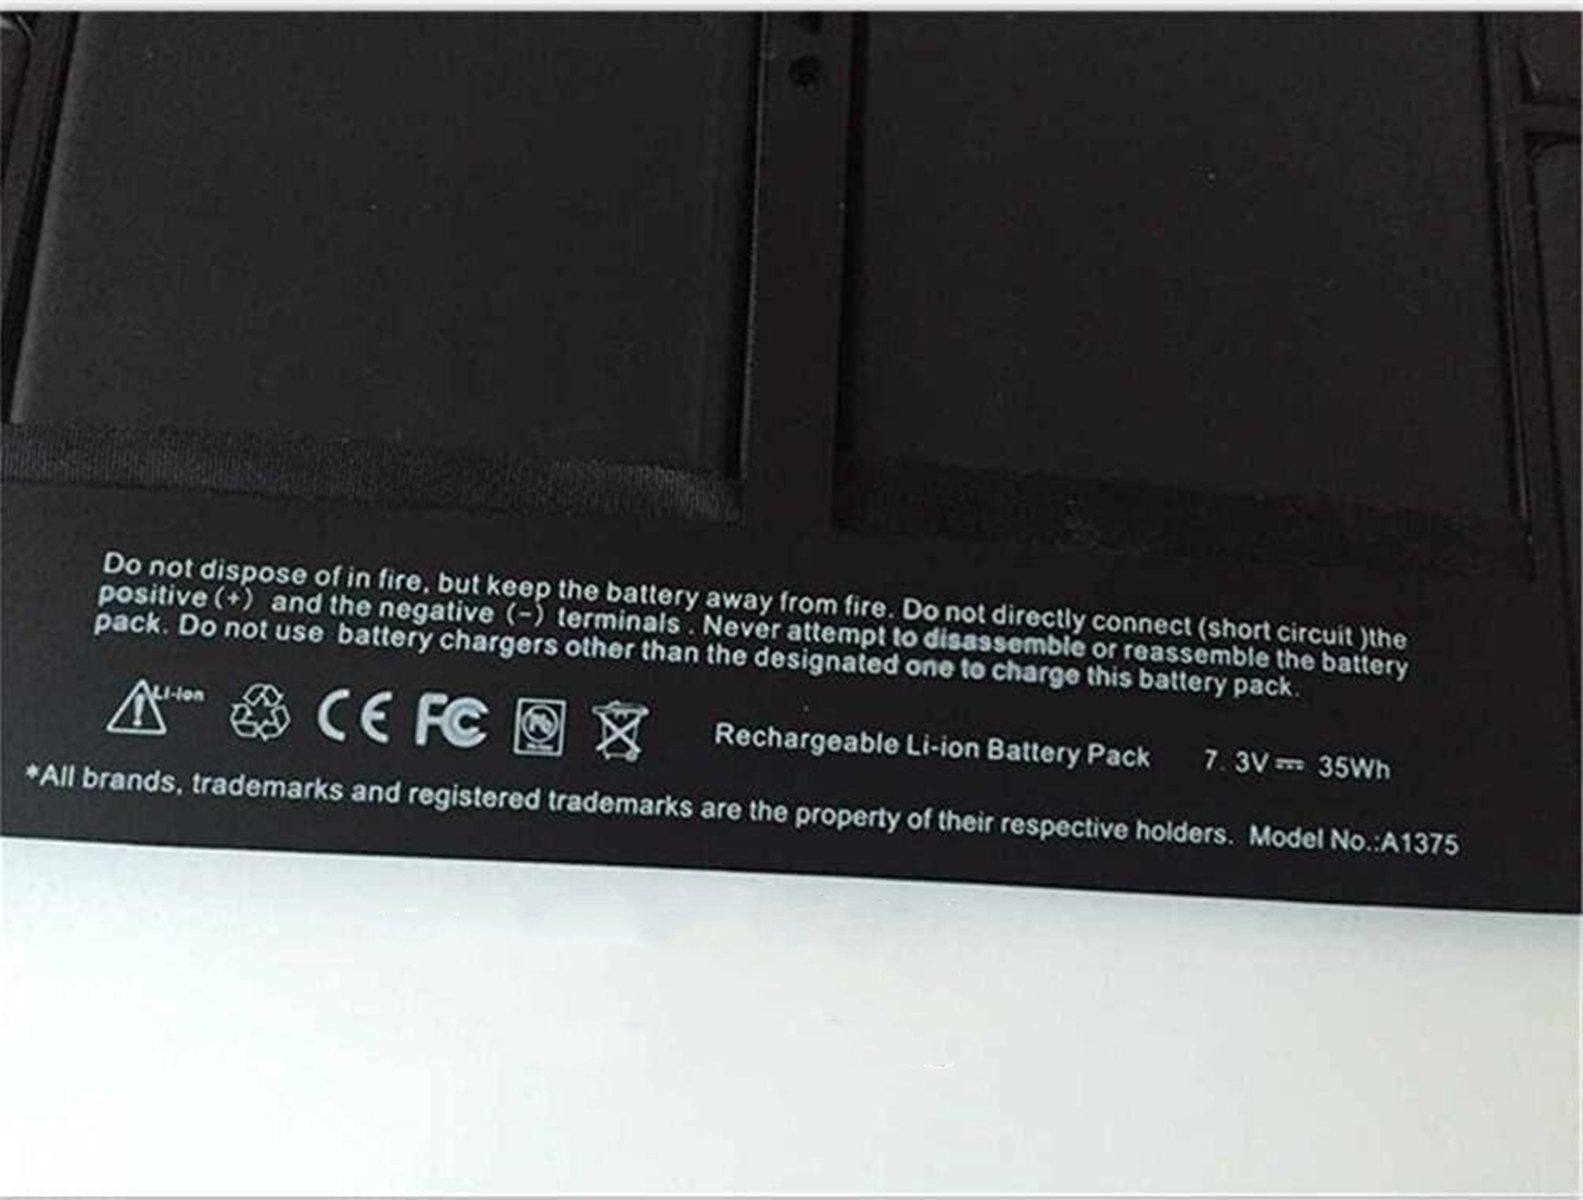 Do not dispose of in fire, but keep the battery away from fire. Do not directly connect (short circuit )the
positive (+) and the negative (-) terminals . Never attempt to disassemble or reassemble the battery
pack. Do not use battery chargers other than the designated one to charge this battery pack.
Li-ion CE FC Rechargeable Li-ion Battery Pack 7. 3V 35Wh
*All brands, trademarks and registered trademarks are the property of their respective holders. Model No.:A1375